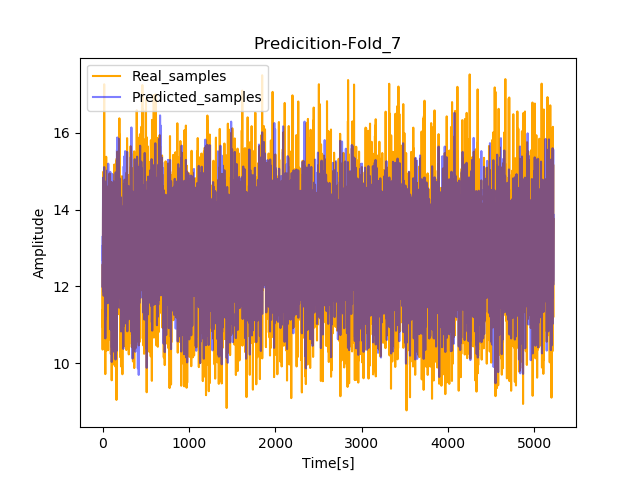 Predicition-Fold_7
Real_samples
Predicted_samples
16
14
12
10
Amplitude
0
1000
2000
3000
4000
5000
Time[s]